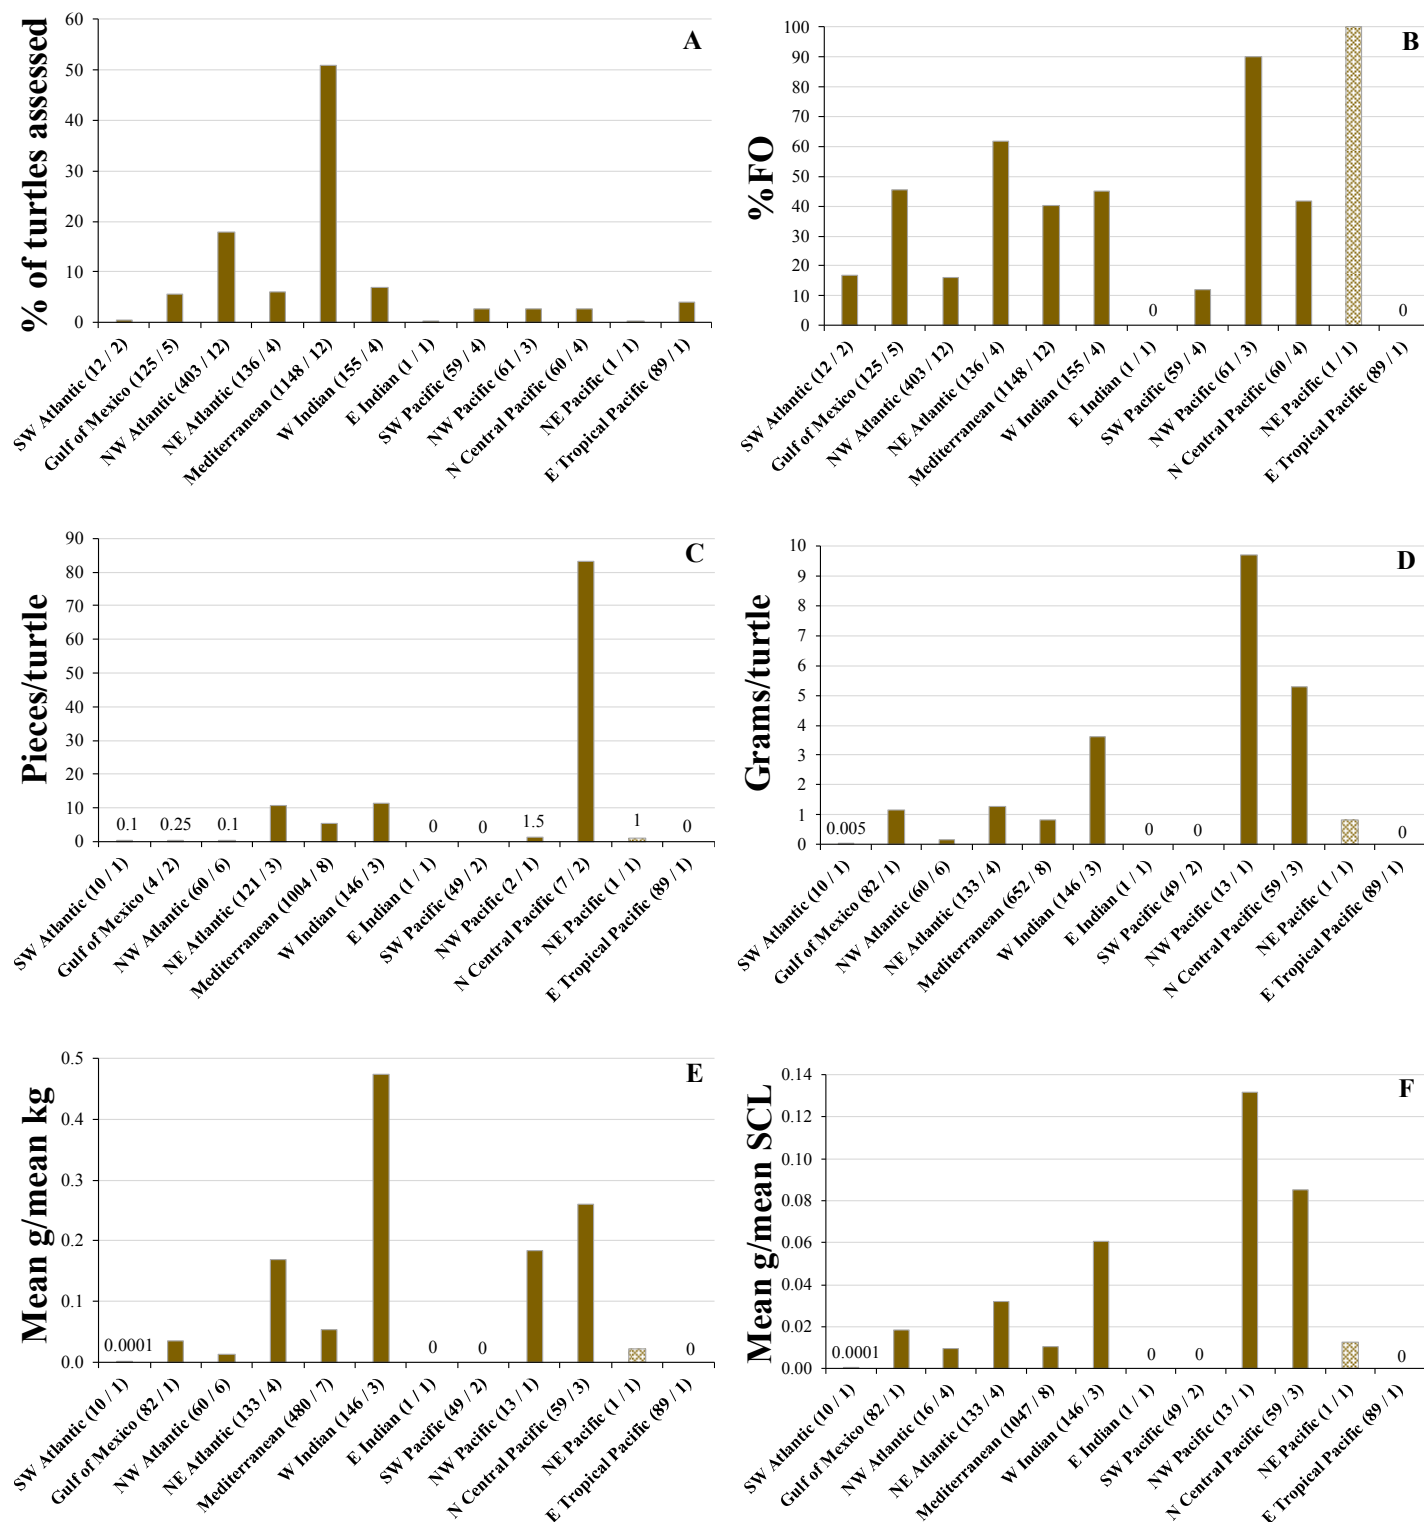 A
% of turtles assessed
60
50
40
30
20
10
0
SW Atlantic (12 / 2)
Gulf of Mexico (125 / 5)
NW Atlantic (403 / 12)
NE Atlantic (136 / 4)
Mediterranean (1148 / 12)
W Indian (155 / 4)
E Indian (1 / 1)
SW Pacific (59 / 4)
NW Pacific (61 / 3)
N Central Pacific (60 / 4)
NE Pacific (1 / 1)
E Tropical Pacific (89 / 1)
B
%FO
100
90
80
70
60
50
40
30
20
10
0
0
0
SW Atlantic (12 / 2)
Gulf of Mexico (125 / 5)
NW Atlantic (403 / 12)
NE Atlantic (136 / 4)
Mediterranean (1148 / 12)
W Indian (155 / 4)
E Indian (1 / 1)
SW Pacific (59 / 4)
NW Pacific (61 / 3)
N Central Pacific (60 / 4)
NE Pacific (1 / 1)
E Tropical Pacific (89 / 1)
C
Pieces/turtle
90
80
70
60
50
40
30
20
10
0
0.1
0.25
0.1
0
0
1.5
1
0
SW Atlantic (10 / 1)
Gulf of Mexico (4 / 2)
NW Atlantic (60 / 6)
NE Atlantic (121 / 3)
Mediterranean (1004 / 8)
W Indian (146 / 3)
E Indian (1 / 1)
SW Pacific (49 / 2)
NW Pacific (2 / 1)
N Central Pacific (7 / 2)
NE Pacific (1 / 1)
E Tropical Pacific (89 / 1)
D
Grams/turtle
10
9
8
7
6
5
4
3
2
1
0
0.005
0
0
0
SW Atlantic (10 / 1)
Gulf of Mexico (82 / 1)
NW Atlantic (60 / 6)
NE Atlantic (133 / 4)
Mediterranean (652 / 8)
W Indian (146 / 3)
E Indian (1 / 1)
SW Pacific (49 / 2)
NW Pacific (13 / 1)
N Central Pacific (59 / 3)
NE Pacific (1 / 1)
E Tropical Pacific (89 / 1)
E
Mean g/mean kg
0.5
0.4
0.3
0.2
0.1
0.0
0.0001
0
0
0
SW Atlantic (10 / 1)
Gulf of Mexico (82 / 1)
NW Atlantic (60 / 6)
NE Atlantic (133 / 4)
Mediterranean (480 / 7)
W Indian (146 / 3)
E Indian (1 / 1)
SW Pacific (49 / 2)
NW Pacific (13 / 1)
N Central Pacific (59 / 3)
NE Pacific (1 / 1)
E Tropical Pacific (89 / 1)
F
Mean g/mean SCL
0.14
0.12
0.10
0.08
0.06
0.04
0.02
0.00
0.0001
0
0
0
SW Atlantic (10 / 1)
Gulf of Mexico (82 / 1)
NW Atlantic (16 / 4)
NE Atlantic (133 / 4)
Mediterranean (1047 / 8)
W Indian (146 / 3)
E Indian (1 / 1)
SW Pacific (49 / 2)
NW Pacific (13 / 1)
N Central Pacific (59 / 3)
NE Pacific (1 / 1)
E Tropical Pacific (89 / 1)